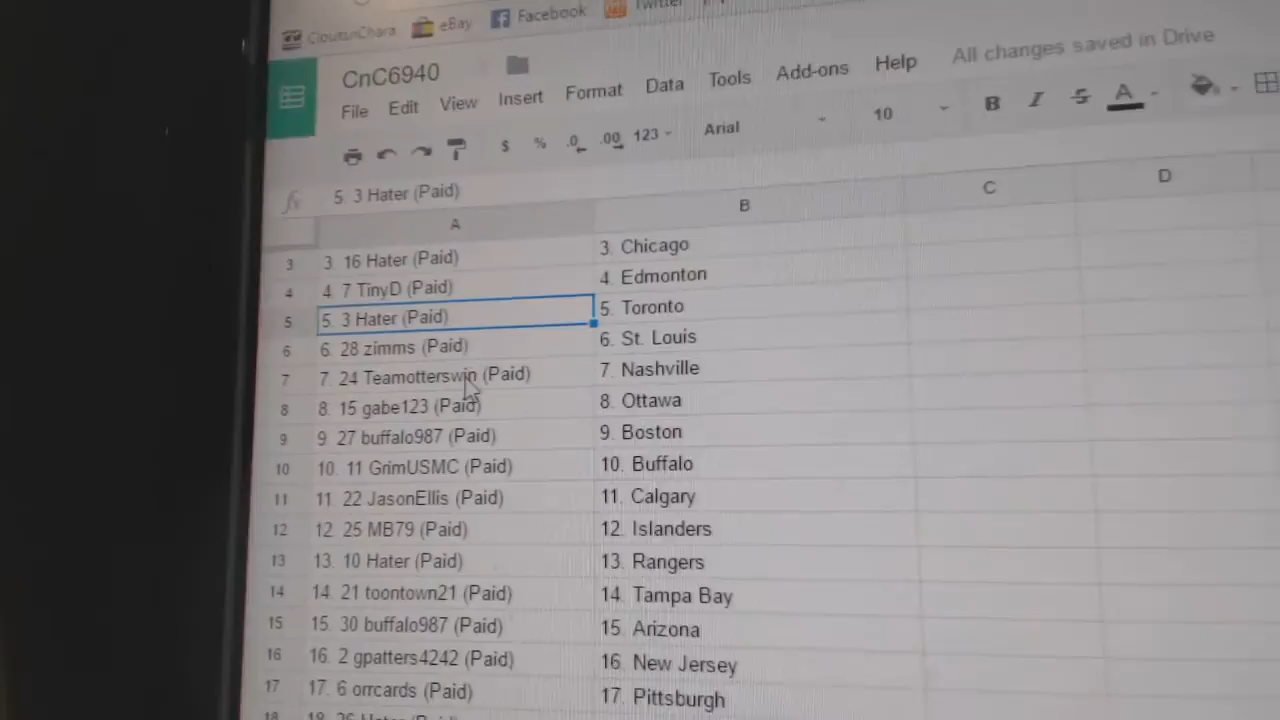 CloutsnChara eBay Facebook Twitter
CnC6940
File Edit View Insert Format Data Tools Add-ons Help All changes saved in Drive
$ % .0 .00 123 Arial 10 B I S A
fx 5. 3 Hater (Paid)
A B C D
3 3. 16 Hater (Paid) 3. Chicago
4 4. 7 TinyD (Paid) 4. Edmonton
5 5. 3 Hater (Paid) 5. Toronto
6 6. 28 zimms (Paid) 6. St. Louis
7 7. 24 Teamotterswin (Paid) 7. Nashville
8 8. 15 gabe123 (Paid) 8. Ottawa
9 9. 27 buffalo987 (Paid) 9. Boston
10 10. 11 GrimUSMC (Paid) 10. Buffalo
11 11. 22 JasonEllis (Paid) 11. Calgary
12 12. 25 MB79 (Paid) 12. Islanders
13 13. 10 Hater (Paid) 13. Rangers
14 14. 21 toontown21 (Paid) 14. Tampa Bay
15 15. 30 buffalo987 (Paid) 15. Arizona
16 16. 2 gpatters4242 (Paid) 16. New Jersey
17 17. 6 orrcards (Paid) 17. Pittsburgh
18 18. 26 Hater